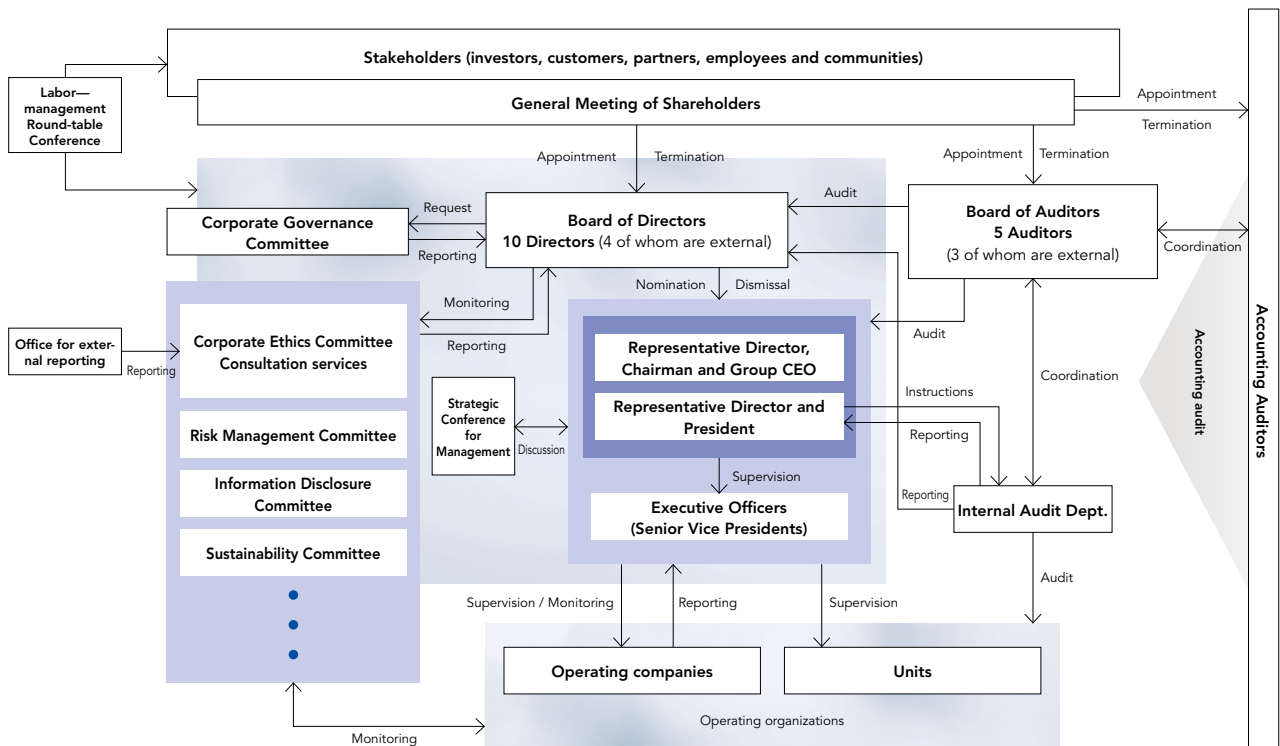 Stakeholders (investors, customers, partners, employees and communities)
Labor—
management
Round-table
Conference
General Meeting of Shareholders
Appointment
Termination
Appointment
Termination
Appointment
Termination
Corporate Governance
Committee
Request
Reporting
Board of Directors
10 Directors (4 of whom are external)
Audit
Board of Auditors
5 Auditors
(3 of whom are external)
Coordination
Monitoring
Reporting
Nomination
Dismissal
Audit
Office for exter-
nal reporting
Reporting
Corporate Ethics Committee
Consultation services
Risk Management Committee
Information Disclosure
Committee
Sustainability Committee
Strategic
Conference
for
Management
Discussion
Representative Director,
Chairman and Group CEO
Representative Director and
President
Supervision
Executive Officers
(Senior Vice Presidents)
Instructions
Reporting
Reporting
Coordination
Internal Audit Dept.
Accounting audit
Accounting Auditors
Audit
Supervision / Monitoring
Reporting
Supervision
Operating companies
Units
Operating organizations
Monitoring